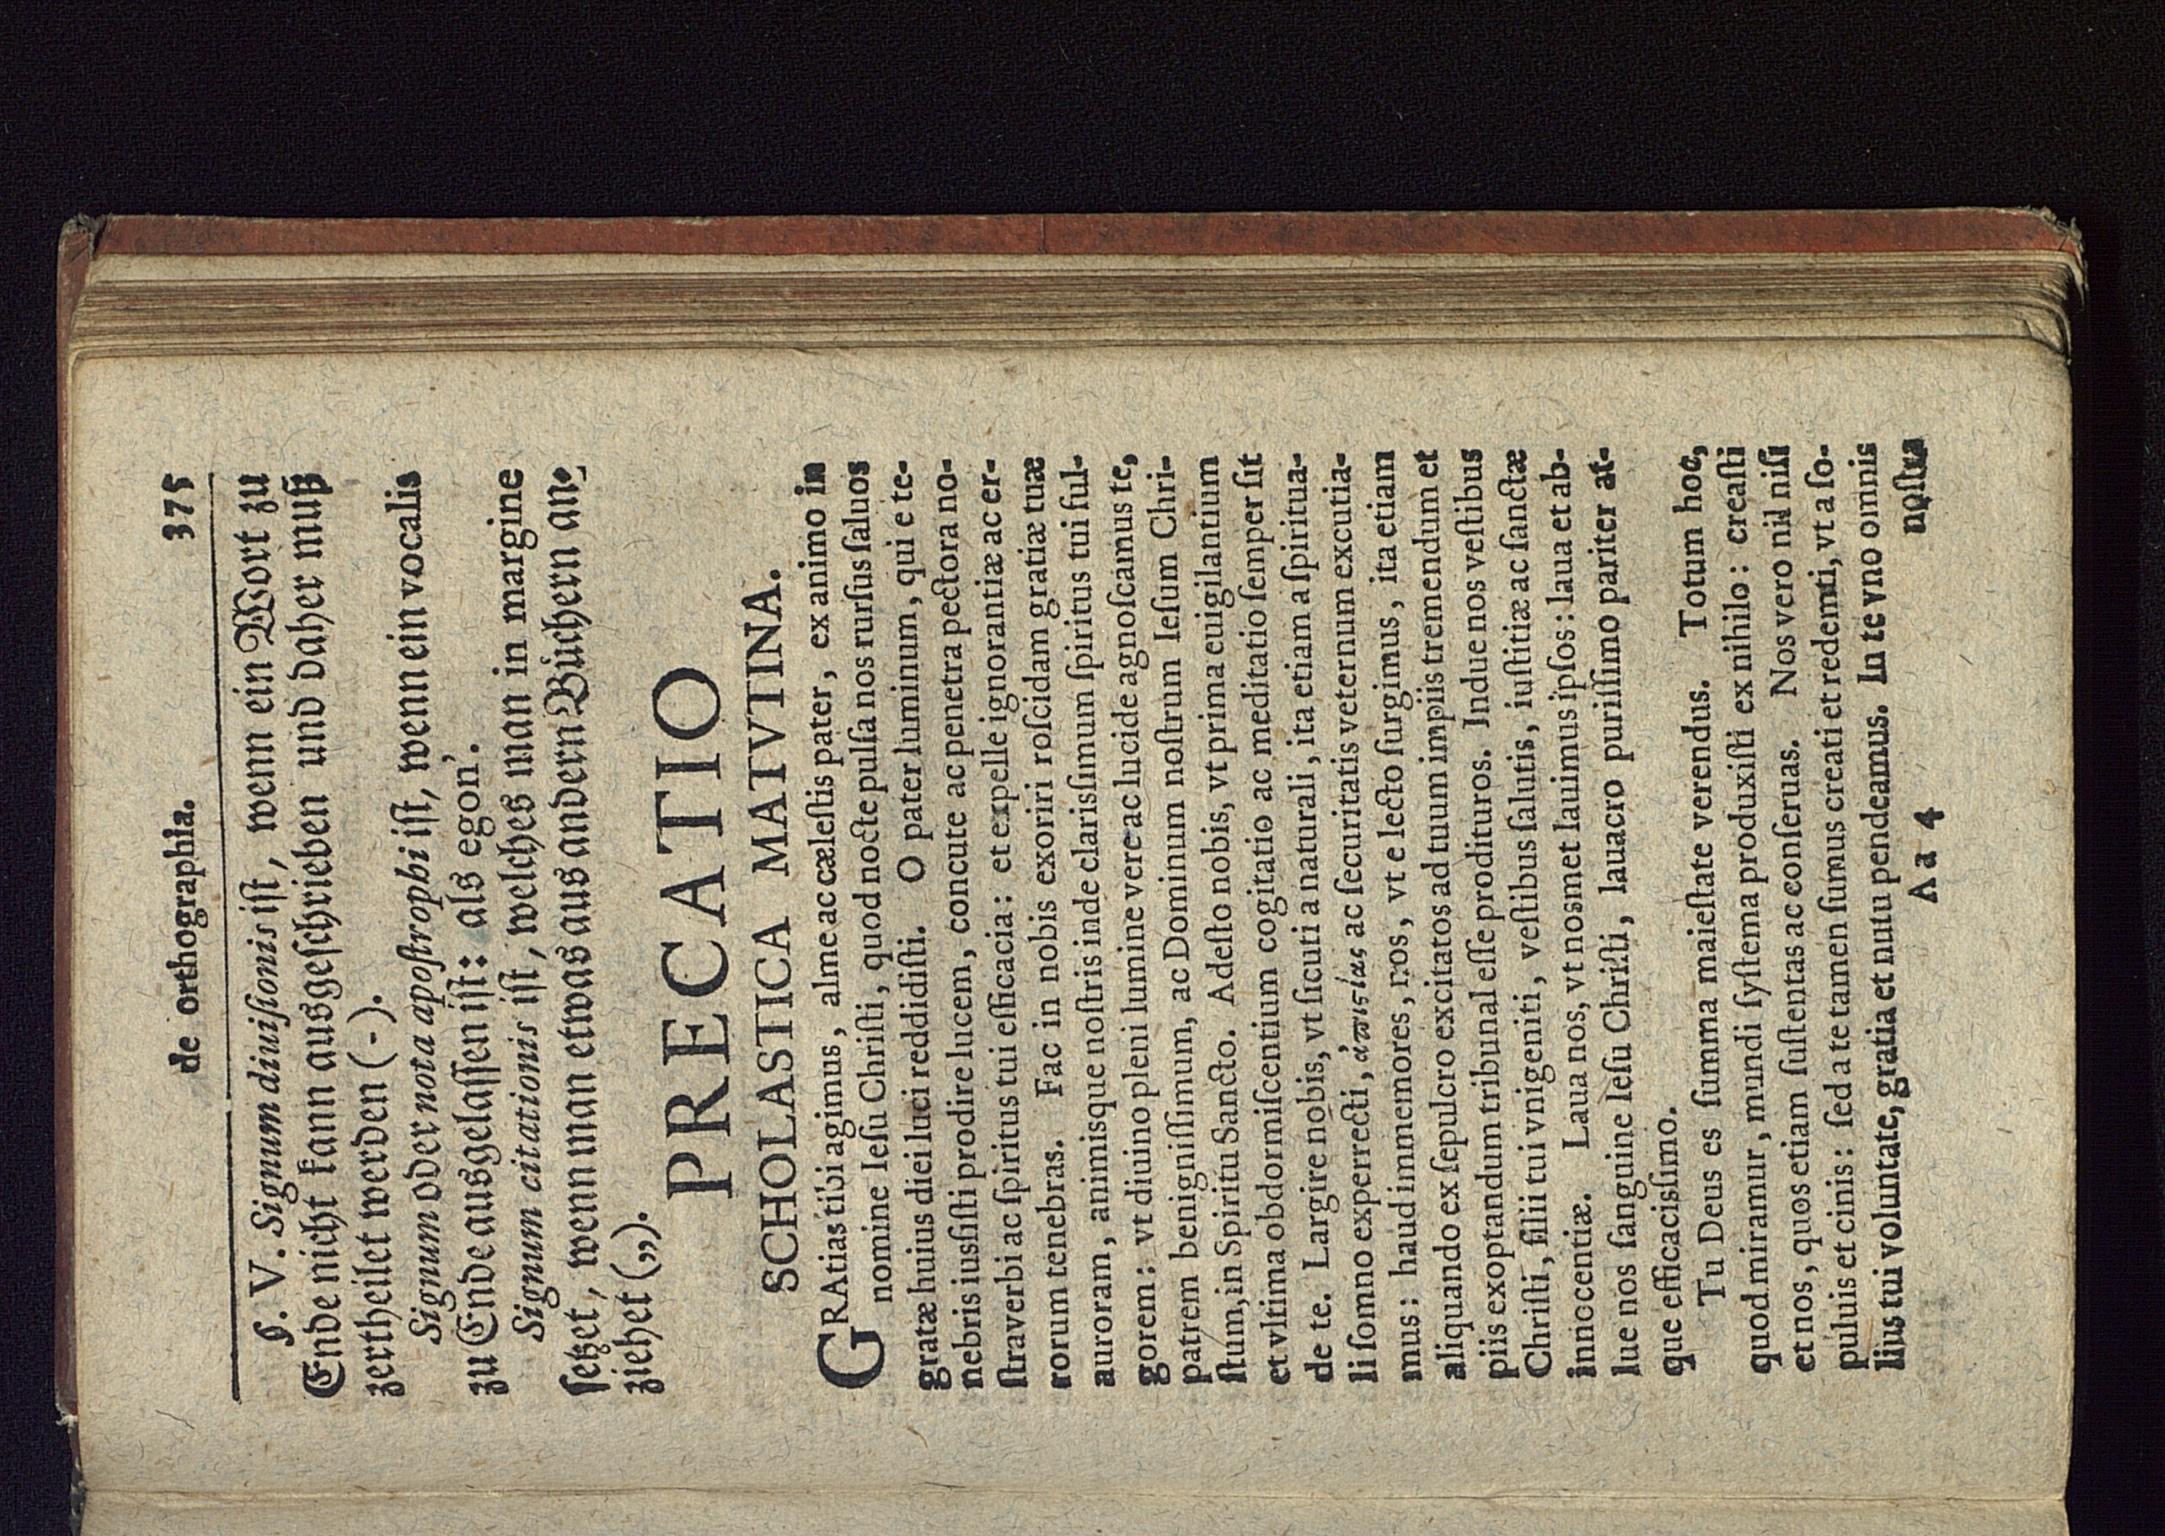 de orthographia. 375
§. V. Signum diuiſionis iſt, wenn ein Wort zu
Ende nicht kann ausgeſchrieben und daher muß
zertheilet werden (-).
Signum oder nota apoſtrophi iſt, wenn ein vocalis
zu Ende ausgelaſſen iſt: als egon'.
Signum citationis iſt, welches man in margine
ſetzet, wenn man etwas aus andern Büchern an-
ziehet („).
PRECATIO
SCHOLASTICA MATVTINA.
GRAtias tibi agimus, alme ac cæleſtis pater, ex animo in
nomine Ieſu Chriſti, quod nocte pulſa nos rurſus ſaluos
gratæ huius diei luci reddidiſti. O pater luminum, qui e te-
nebris iusſiſti prodire lucem, concute ac penetra pectora no-
ſtra verbi ac ſpiritus tui efficacia: et expelle ignorantiæ ac er-
rorum tenebras. Fac in nobis exoriri roſcidam gratiæ tuæ
auroram, animisque noſtris inde clarisſimum ſpiritus tui ful-
gorem: vt diuino pleni lumine vere ac lucide agnoſcamus te,
patrem benigniſſimum, ac Dominum noſtrum Ieſum Chri-
ſtum, in Spiritu Sancto. Adeſto nobis, vt prima euigilantium
et vltima obdormiſcentium cogitatio ac meditatio ſemper ſit
de te. Largire nobis, vt ſicuti a naturali, ita etiam a ſpiritua-
li ſomno experrecti, ἀπιστίας ac ſecuritatis veternum excutia-
mus: haud immemores, nos, vt e lecto ſurgimus, ita etiam
aliquando ex ſepulcro excitatos ad tuum impiis tremendum et
piis exoptandum tribunal eſſe prodituros. Indue nos veſtibus
Chriſti, filii tui vnigeniti, veſtibus ſalutis, iuſtitiæ ac ſanctæ
innocentiæ. Laua nos, vt nosmet lauimus ipſos: laua et ab-
lue nos ſanguine Ieſu Chriſti, lauacro puriſſimo pariter at-
que efficacisſimo.
Tu Deus es ſumma maieſtate verendus. Totum hoc,
quod miramur, mundi ſyſtema produxiſti ex nihilo: creaſti
et nos, quos etiam ſuſtentas ac conſeruas. Nos vero nil niſi
puluis et cinis: ſed a te tamen ſumus creati et redemti, vt a ſo-
lius tui voluntate, gratia et nutu pendeamus. In te vno omnis
Aa 4 noſtra